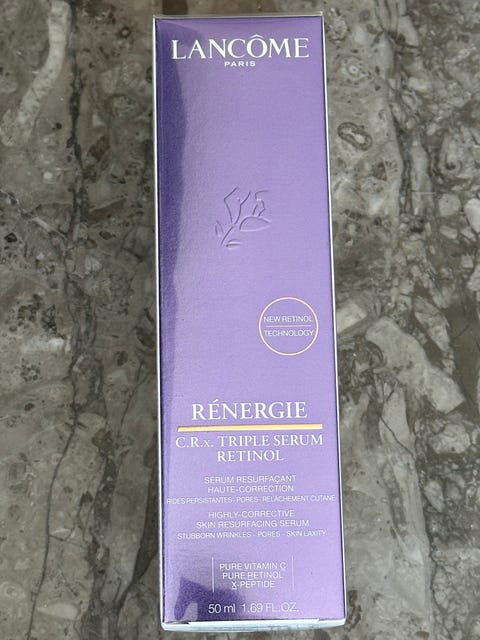 LANCÔME
PARIS
NEW RETINOL
TECHNOLOGY
RÉNERGIE
C.R.x. TRIPLE SERUM
RETINOL
SÉRUM RESURFAÇANT
HAUTE-CORRECTION
RIDES PERSISTANTES - PORES - RELÂCHEMENT CUTANÉ
HIGHLY-CORRECTIVE
SKIN RESURFACING SERUM
STUBBORN WRINKLES - PORES - SKIN LAXITY
PURE VITAMIN C
PURE RETINOL
X-PEPTIDE
50 ml 1.69 FL.OZ.